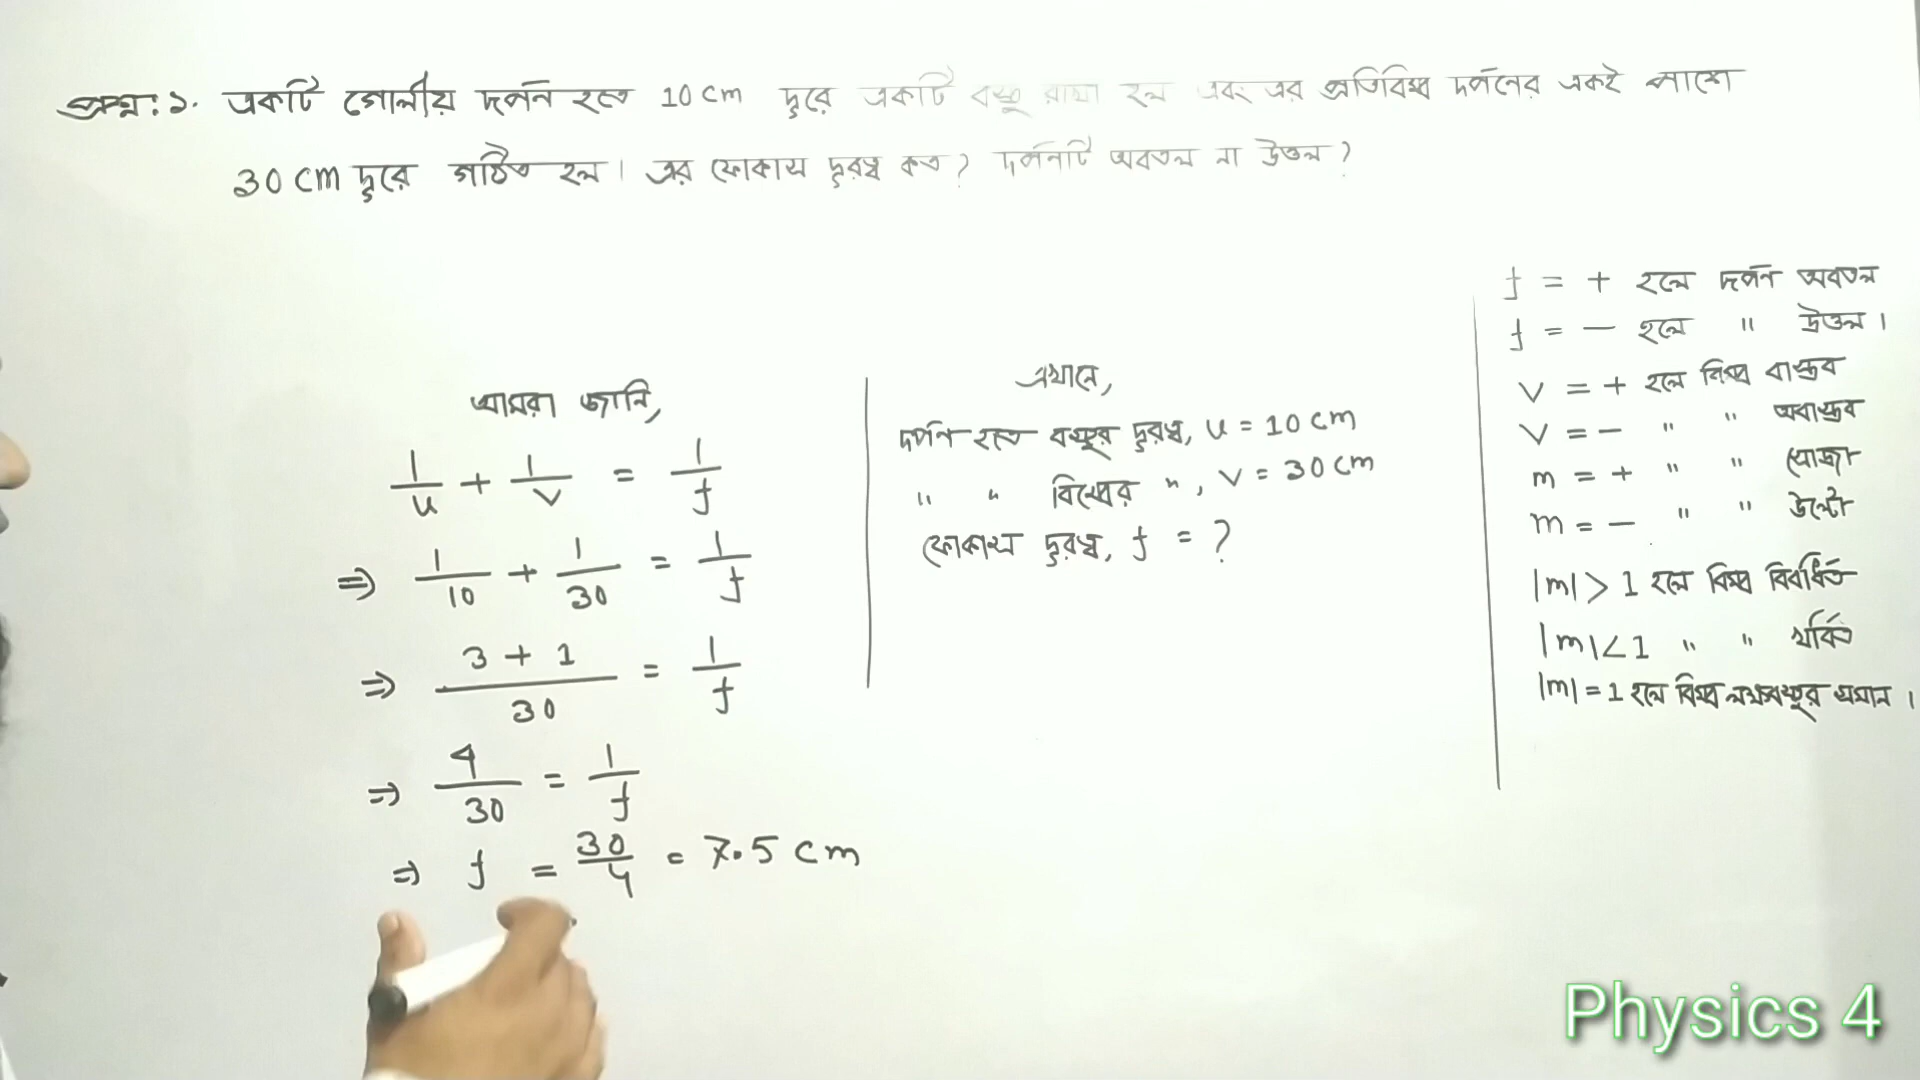 প্রশ্ন: ১. একটি গোলীয় দর্পন হতে 10 cm দূরে একটি বস্তু রাখা হল এবং এর প্রতিবিম্ব দর্পনের একই পাশে
30 cm দূরে গঠিত হল। এর ফোকাস দূরত্ব কত? দর্পনটি অবতল না উত্তল?
আমরা জানি,
1/u + 1/v = 1/f
⇒ 1/10 + 1/30 = 1/f
⇒ (3 + 1)/30 = 1/f
⇒ 4/30 = 1/f
⇒ f = 30/4 = 7.5 cm
এখানে,
দর্পন হতে বস্তুর দূরত্ব, u = 10 cm
" " বিম্বের ", v = 30 cm
ফোকাস দূরত্ব, f = ?
f = + হলে দর্পন অবতল
f = − হলে " উত্তল।
v = + হলে বিম্ব বাস্তব
v = − " " অবাস্তব
m = + " " সোজা
m = − " " উল্টো
|m| > 1 হলে বিম্ব বিবর্ধিত
|m| < 1 " " খর্বিত
|m| = 1 হলে বিম্ব লক্ষবস্তুর সমান।
Physics 4